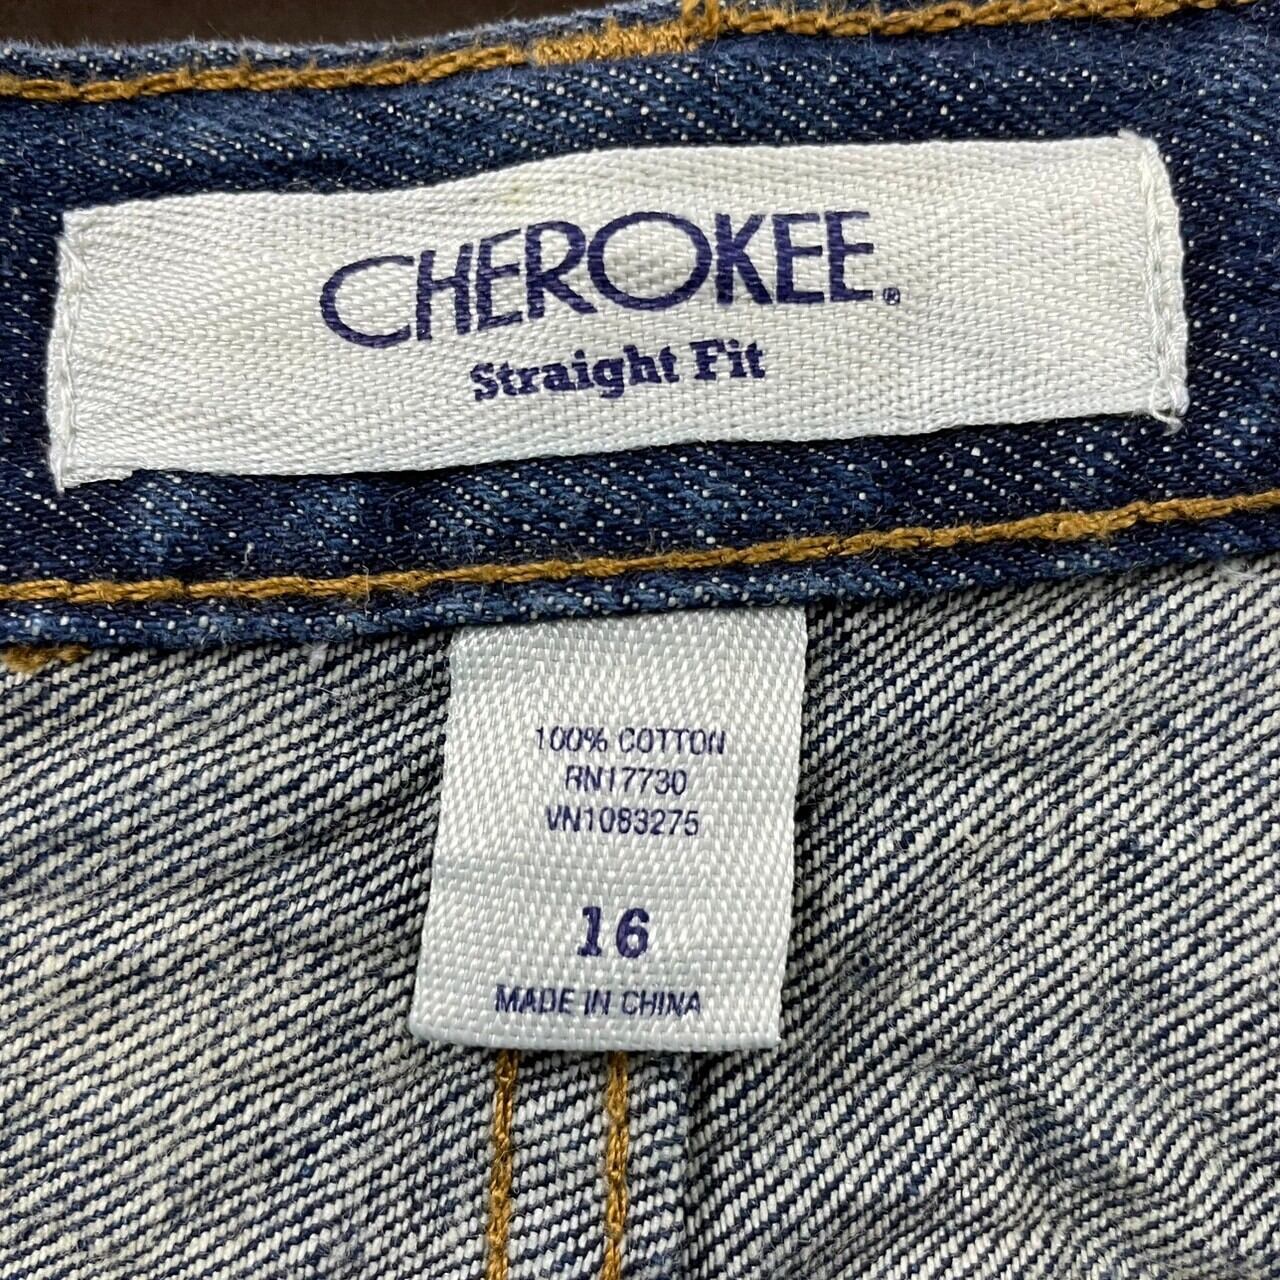 CHEROKEE®
Straight Fit
100% COTTON
RN17730
VN1083275
16
MADE IN CHINA